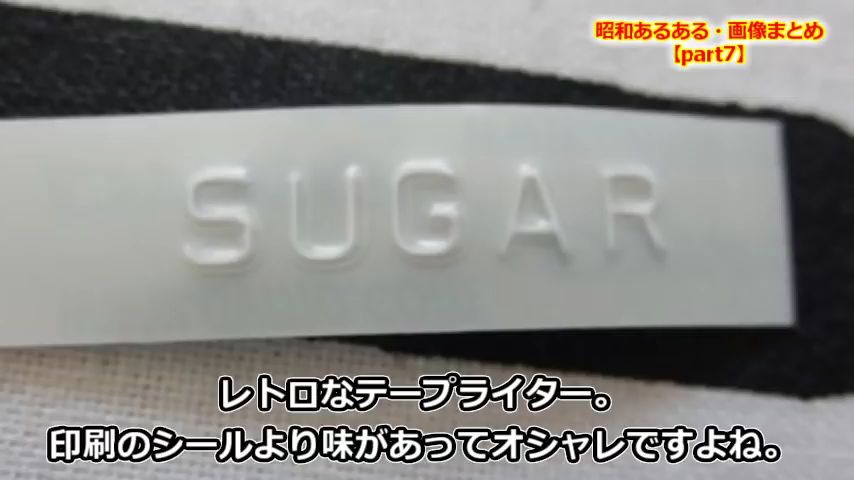 昭和あるある・画像まとめ
【part7】
SUGAR
レトロなテープライター。
印刷のシールより味があってオシャレですよね。